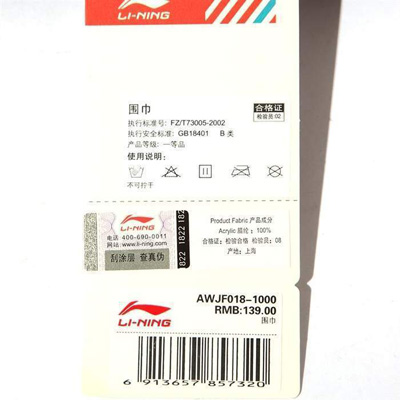 LI-NING
围巾
执行标准号: FZ/T73005-2002
执行安全标准: GB18401 B 类
产品等级: 一等品
使用说明:
不可拧干
合格证
检验员 02
LI-NING
电话 400-690-0011
网站:www.li-ning.com
刮涂层 查真伪
1822 1822 182
Product Fabric 产品成分
Acrylic 腈纶 : 100%
合格证: 检验合格 检验员: 08
产地: 上海
LI-NING
AWJF018-1000
RMB:139.00
围巾
6 913657 857320